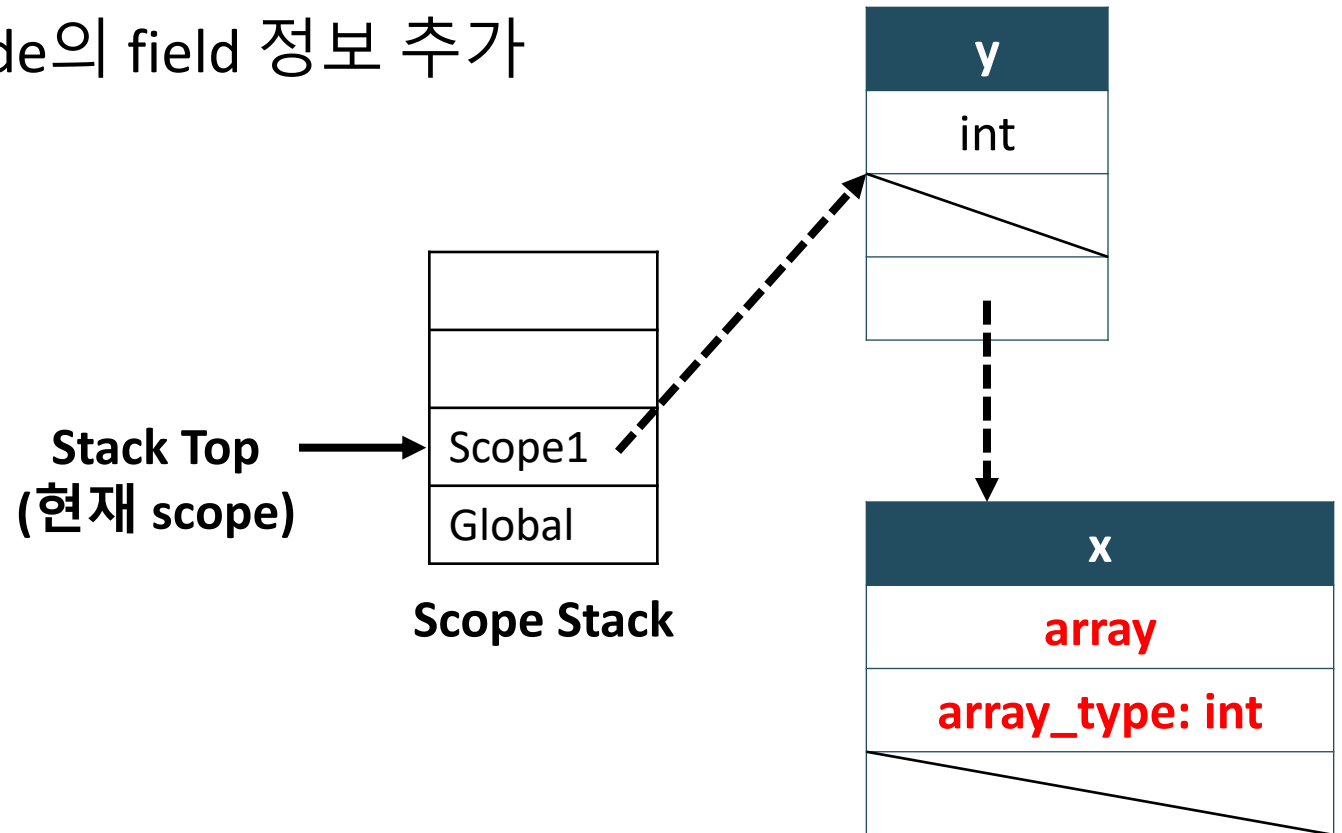 de의 field 정보 추가
y
int
Stack Top
(현재 scope)
Scope1
Global
Scope Stack
x
array
array_type: int